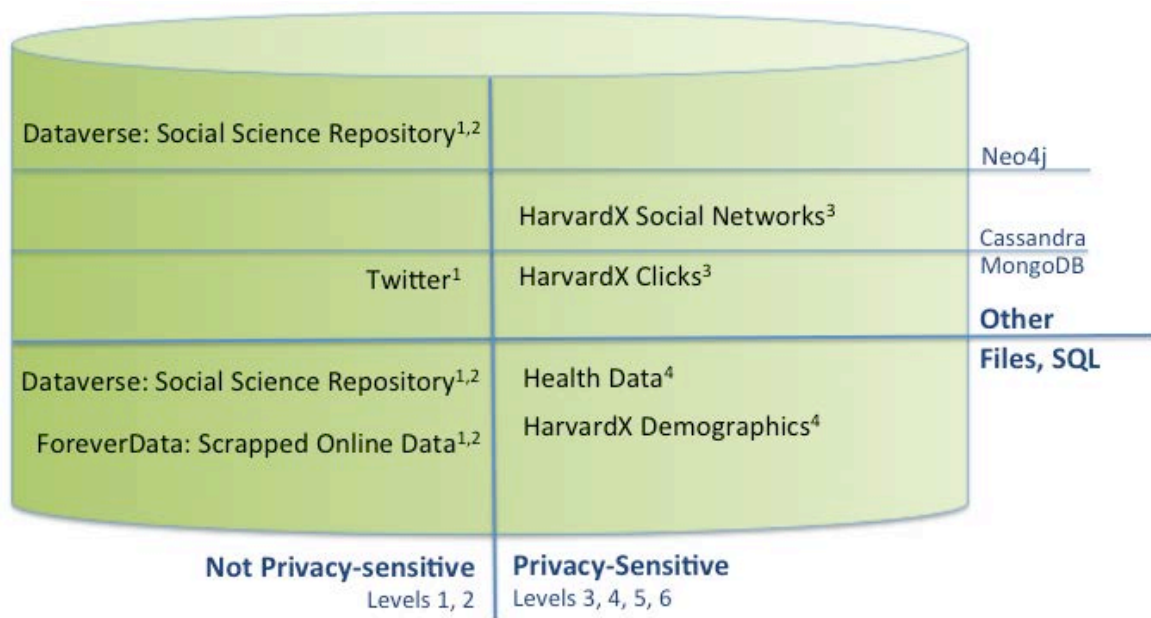 Dataverse: Social Science Repository1,2
Neo4j
HarvardX Social Networks3
Cassandra
Twitter1
HarvardX Clicks3
MongoDB
Other
Files, SQL
Dataverse: Social Science Repository1,2
Health Data4
ForeverData: Scrapped Online Data1,2
HarvardX Demographics4
Not Privacy-sensitive
Levels 1, 2
Privacy-Sensitive
Levels 3, 4, 5, 6